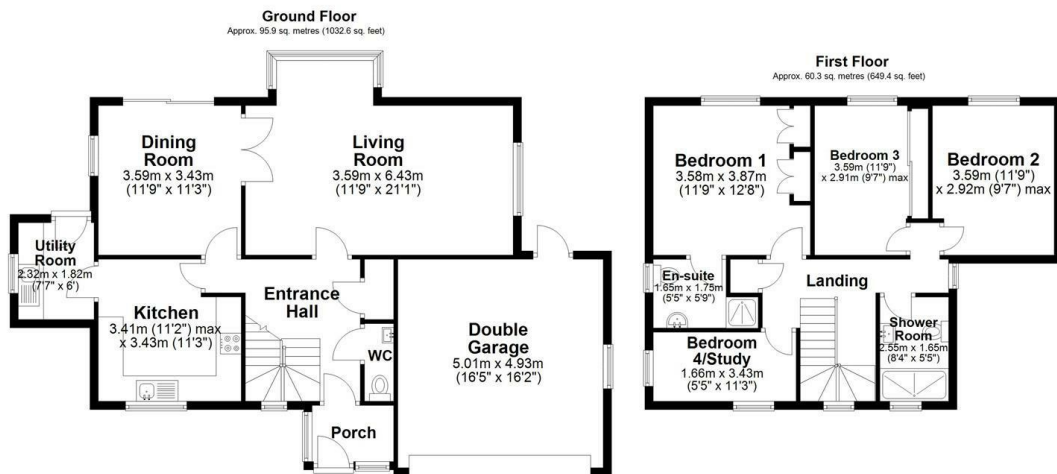 Ground Floor
Approx. 95.9 sq. metres (1032.6 sq. feet)
Dining
Room
3.59m x 3.43m
(11'9" x 11'3")
Living
Room
3.59m x 6.43m
(11'9" x 21'1")
Utility
Room
2.32m x 1.82m
(7'7" x 6')
Kitchen
3.41m (11'2") max
x 3.43m (11'3")
Entrance
Hall
WC
Double
Garage
5.01m x 4.93m
(16'5" x 16'2")
Porch
First Floor
Approx. 60.3 sq. metres (649.4 sq. feet)
Bedroom 1
3.58m x 3.87m
(11'9" x 12'8")
Bedroom 3
3.59m (11'9")
x 2.91m (9'7") max
Bedroom 2
3.59m (11'9")
x 2.92m (9'7") max
En-suite
1.65m x 1.75m
(5'5" x 5'9")
Landing
Bedroom
4/Study
1.66m x 3.43m
(5'5" x 11'3")
Shower
Room
2.55m x 1.65m
(8'4" x 5'5")